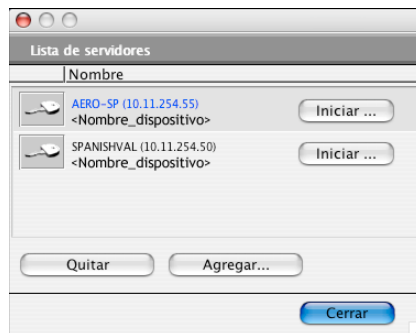 Lista de servidores
Nombre
AERO-SP (10.11.254.55)
<Nombre_dispositivo>
Iniciar ...
SPANISHVAL (10.11.254.50)
<Nombre_dispositivo>
Iniciar ...
Quitar
Agregar...
Cerrar